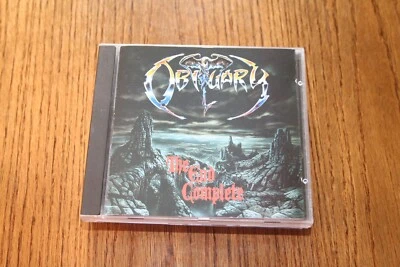 OBITUARY
The End
Complete